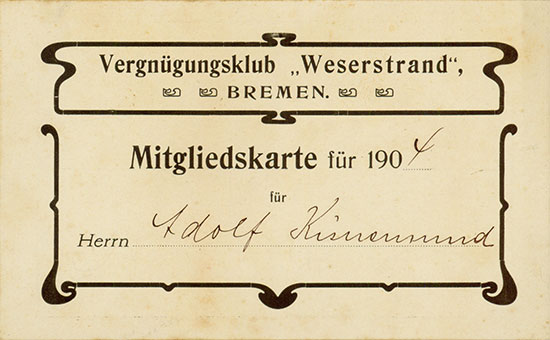 Vergnügungsklub „Weserstrand“,
BREMEN.
Mitgliedskarte für 1904
für
Herrn Adolf